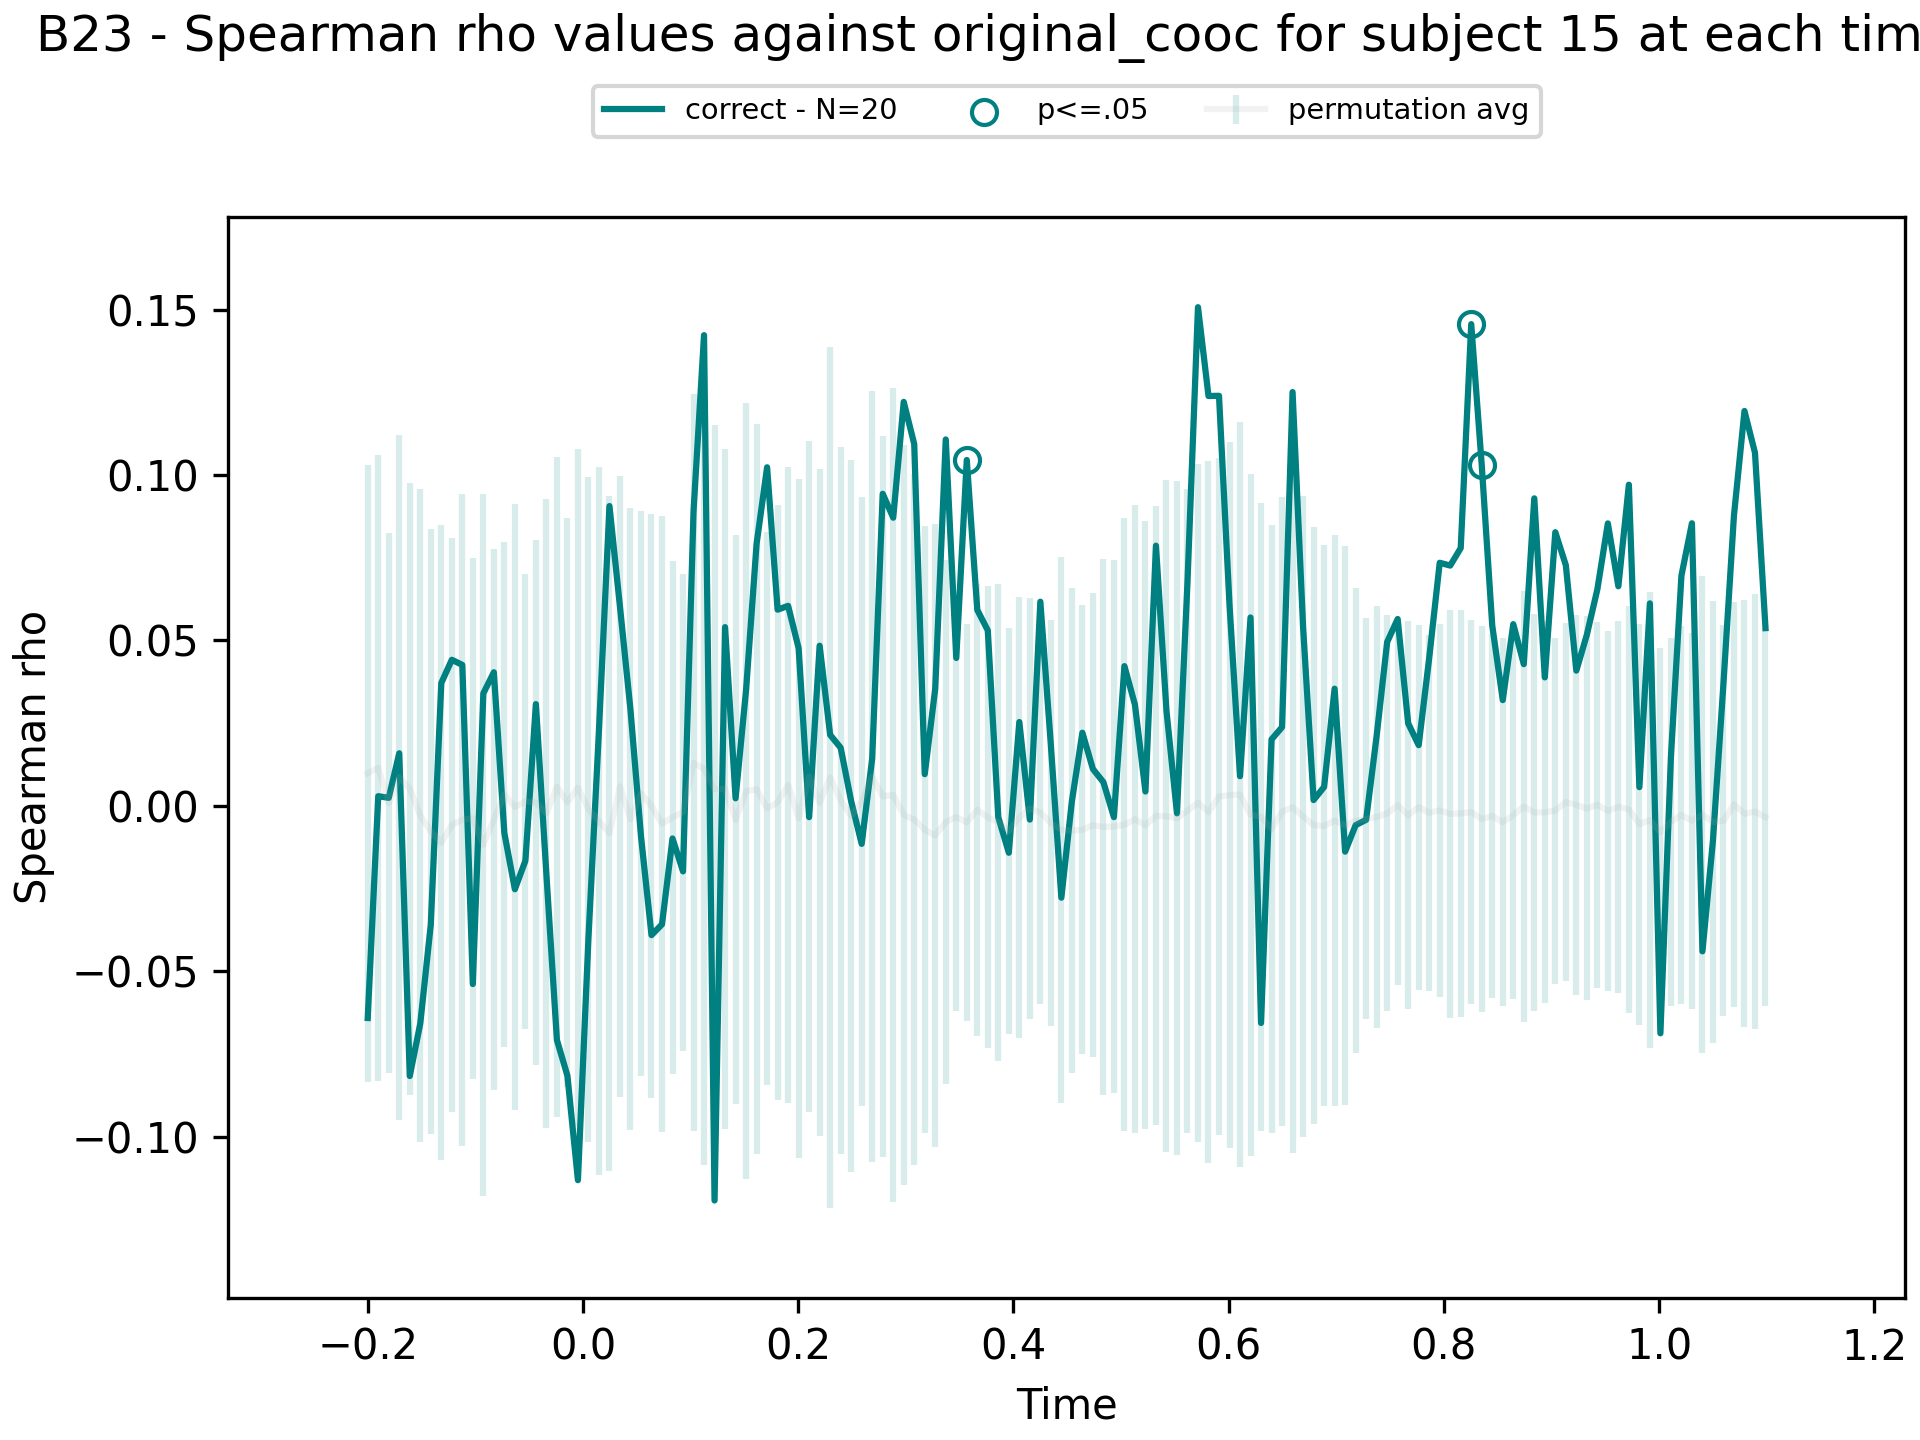 B23 - Spearman rho values against original_cooc for subject 15 at each tim
correct - N=20 p<=.05 permutation avg
Spearman rho
0.15
0.10
0.05
0.00
−0.05
−0.10
−0.2 0.0 0.2 0.4 0.6 0.8 1.0 1.2
Time